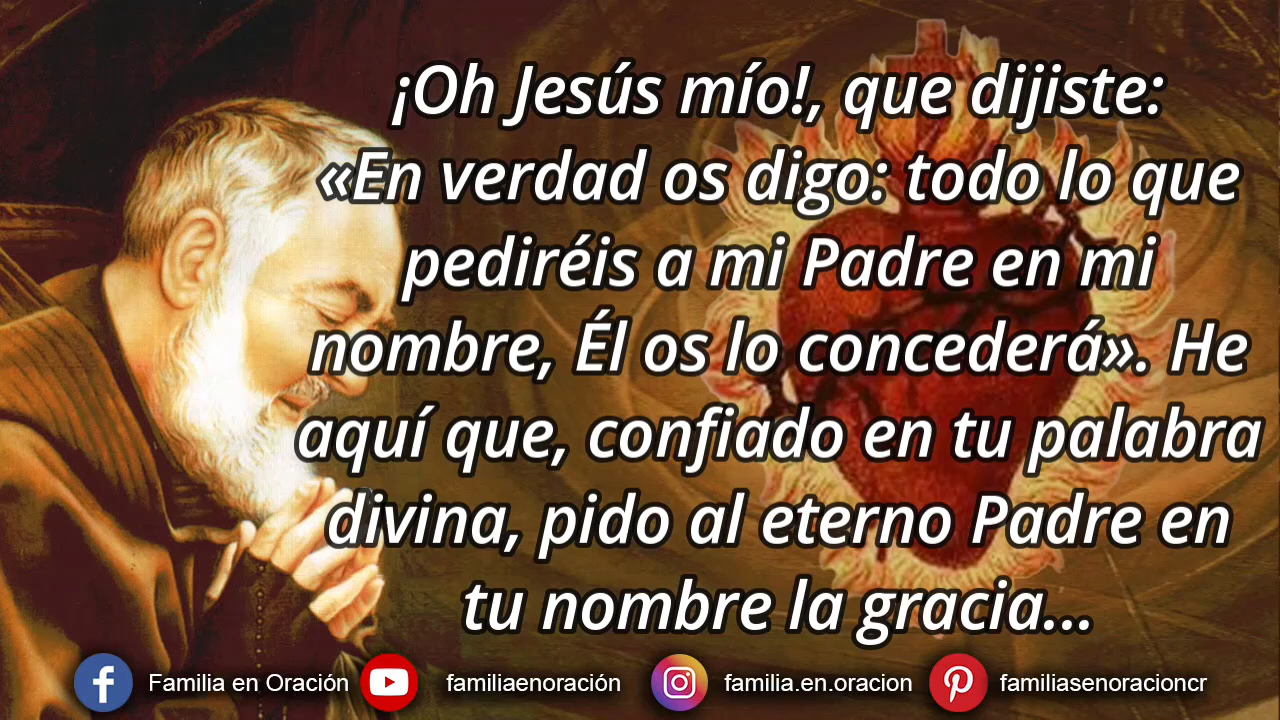 ¡Oh Jesús mío!, que dijiste:
«En verdad os digo: todo lo que
pediréis a mi Padre en mi
nombre, Él os lo concederá». He
aquí que, confiado en tu palabra
divina, pido al eterno Padre en
tu nombre la gracia...
Familia en Oración
familiaenoración
familia.en.oracion
familiasenoracioncr